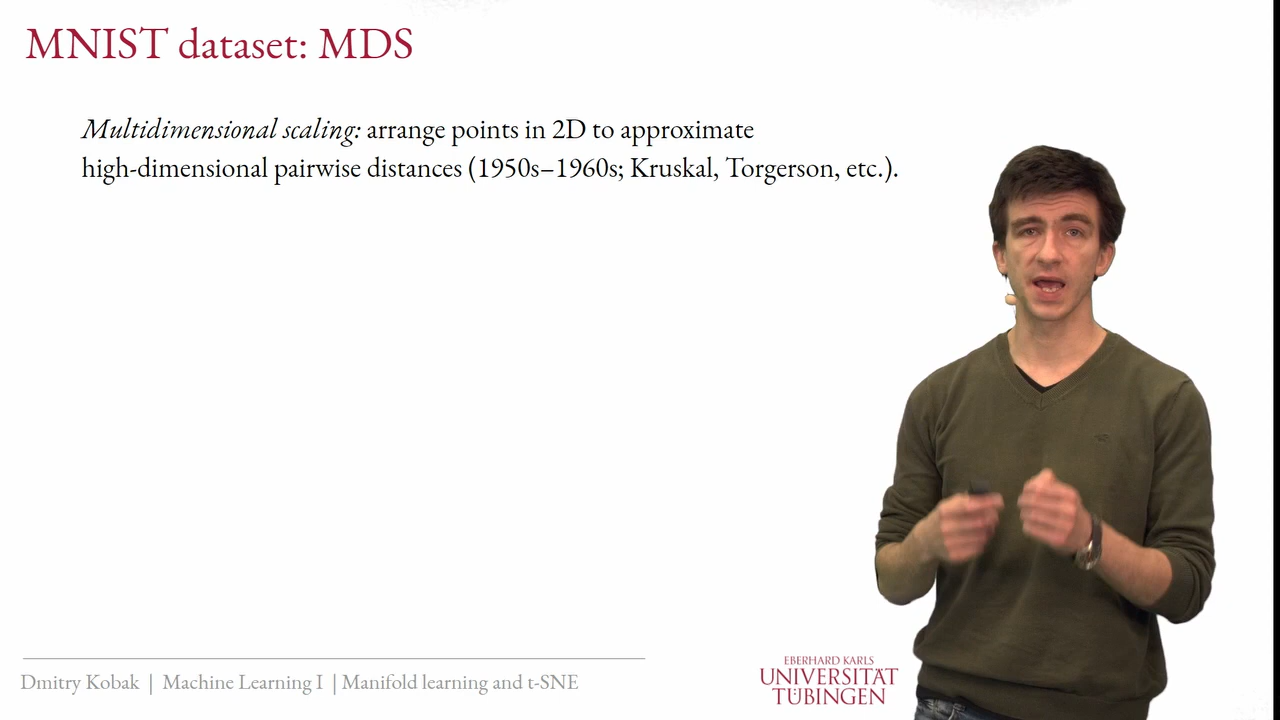 MNIST dataset: MDS
Multidimensional scaling: arrange points in 2D to approximate
high-dimensional pairwise distances (1950s–1960s; Kruskal, Torgerson, etc.).
Dmitry Kobak | Machine Learning I | Manifold learning and t-SNE
EBERHARD KARLS
UNIVERSITÄT
TÜBINGEN